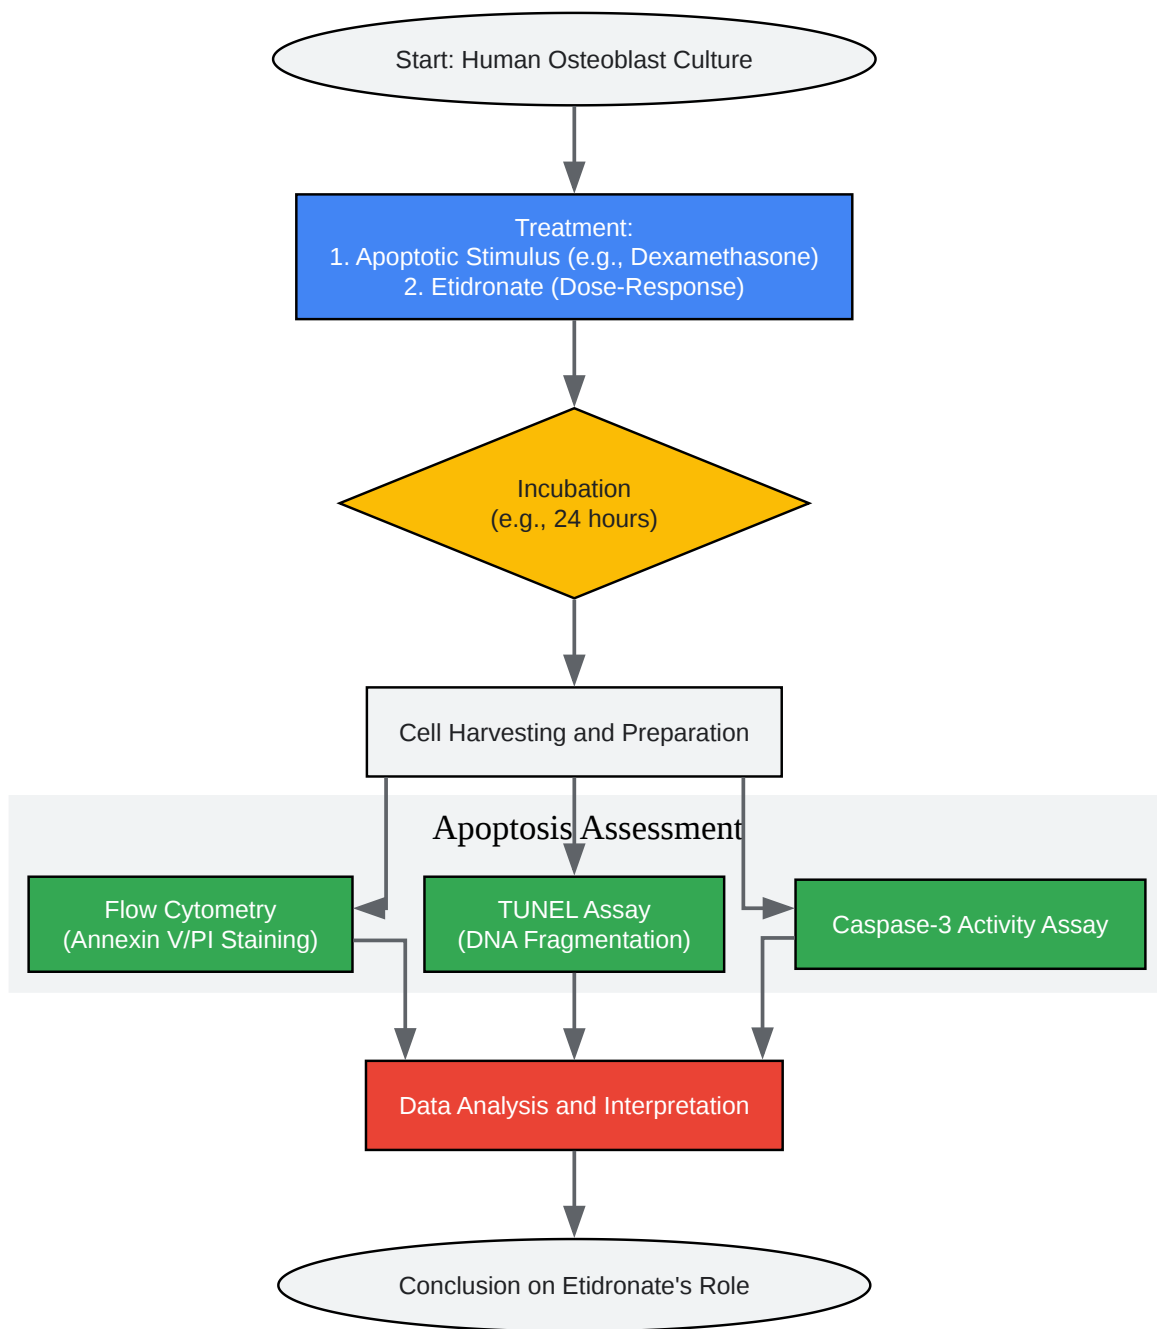 Start: Human Osteoblast Culture
Treatment:
1. Apoptotic Stimulus (e.g., Dexamethasone)
2. Etidronate (Dose-Response)
Incubation
(e.g., 24 hours)
Cell Harvesting and Preparation
Apoptosis Assessment
Flow Cytometry
(Annexin V/PI Staining)
TUNEL Assay
(DNA Fragmentation)
Caspase-3 Activity Assay
Data Analysis and Interpretation
Conclusion on Etidronate's Role